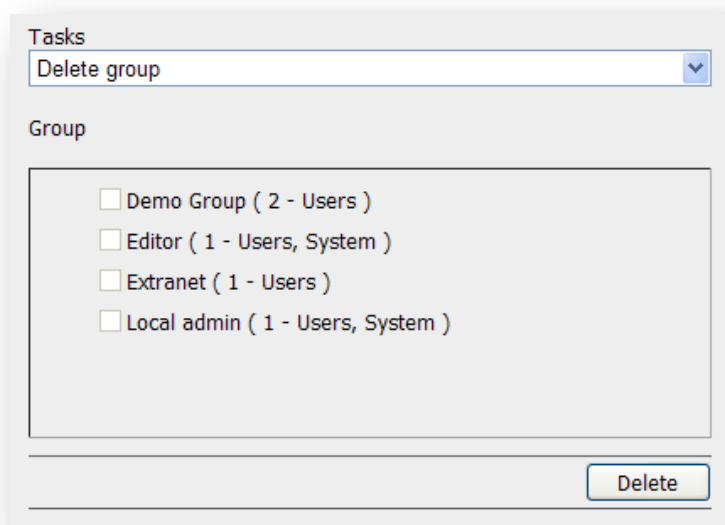 Tasks
Delete group
Group
Demo Group ( 2 - Users )
Editor ( 1 - Users, System )
Extranet ( 1 - Users )
Local admin ( 1 - Users, System )
Delete